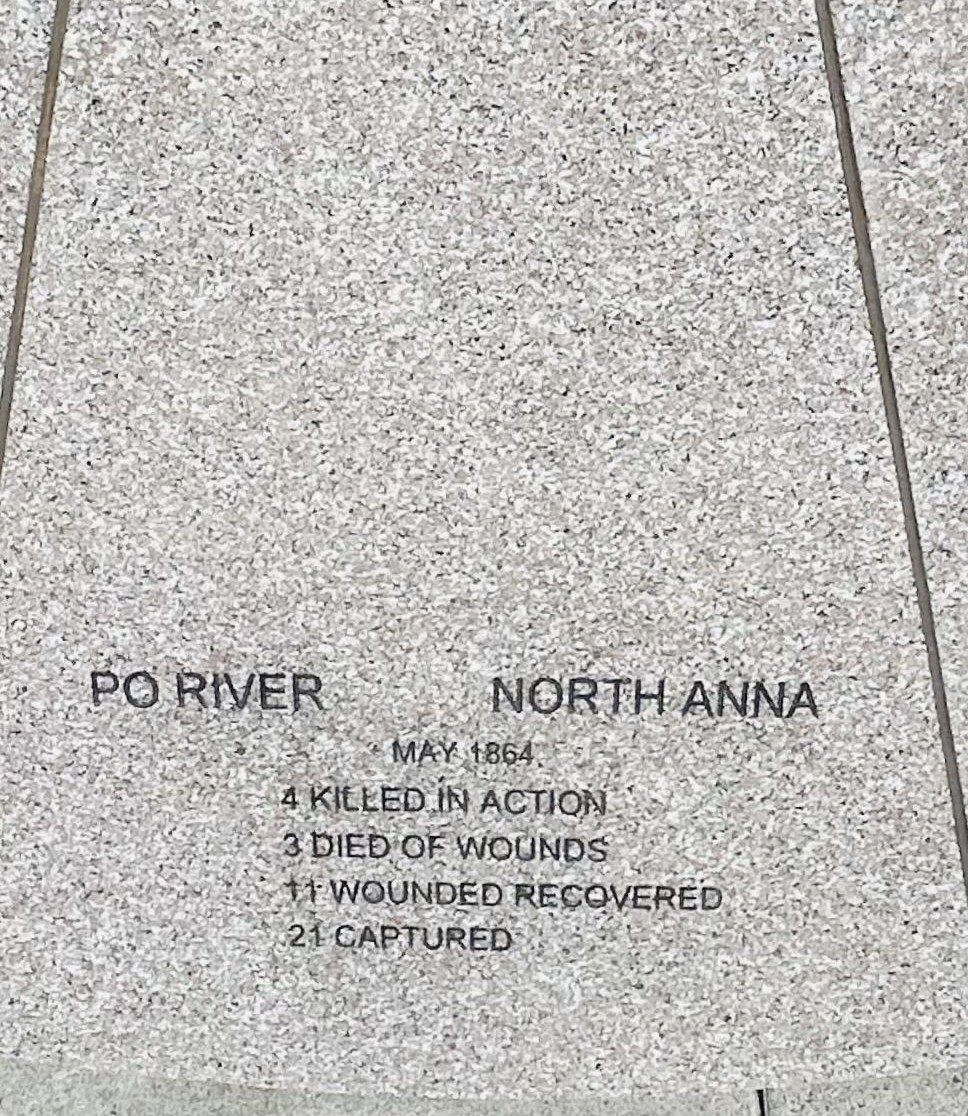 PO RIVER NORTH ANNA
MAY 1864
4 KILLED IN ACTION
3 DIED OF WOUNDS
11 WOUNDED RECOVERED
21 CAPTURED